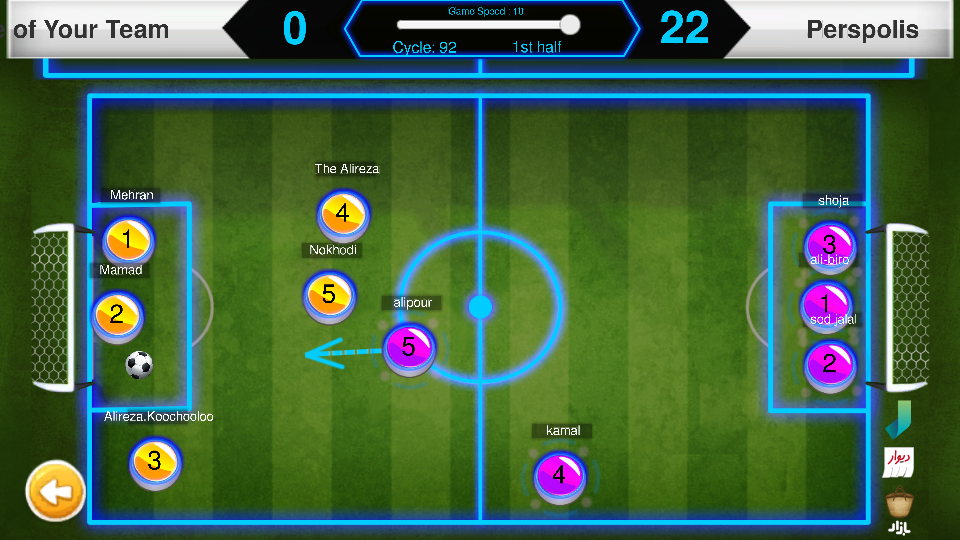 of Your Team
0
Game Speed : 10
Cycle: 92
1st half
22
Perspolis
The Alireza
4
Mehran
1
Nokhodi
5
Mamad
2
alipour
5
Alireza.Koochooloo
3
kamal
4
shoja
3
ali-biro
1
sed jalal
2
دیوار
بازار